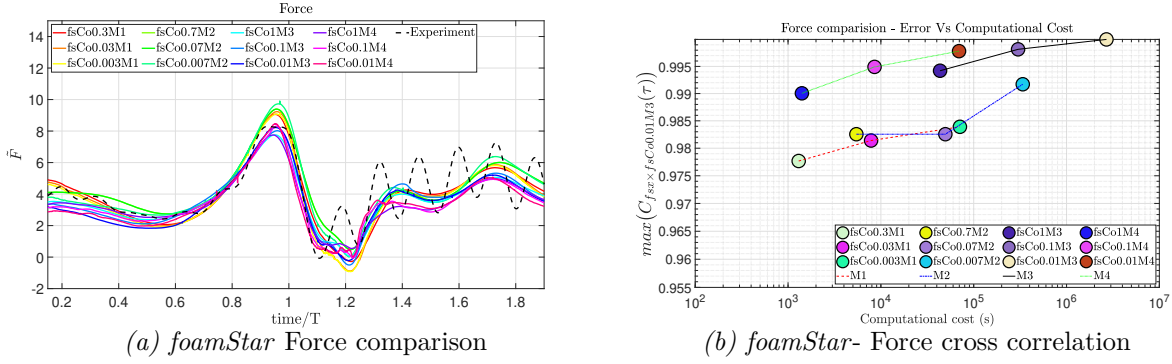 Force
fsCo0.3M1 fsCo0.7M2 fsCo1M3 fsCo1M4 Experiment
fsCo0.03M1 fsCo0.07M2 fsCo0.1M3 fsCo0.1M4
fsCo0.003M1 fsCo0.007M2 fsCo0.01M3 fsCo0.01M4
14
12
10
8
6
4
2
0
-2
F̄
0.2 0.4 0.6 0.8 1 1.2 1.4 1.6 1.8
time/T
(a) foamStar Force comparison
Force comparision - Error Vs Computational Cost
0.995
0.99
0.985
0.98
0.975
0.97
0.965
0.96
0.955
max(C_{fsx×fsCo0.01M3}(τ))
fsCo0.3M1 fsCo0.7M2 fsCo1M3 fsCo1M4
fsCo0.03M1 fsCo0.07M2 fsCo0.1M3 fsCo0.1M4
fsCo0.003M1 fsCo0.007M2 fsCo0.01M3 fsCo0.01M4
M1 M2 M3 M4
10² 10³ 10⁴ 10⁵ 10⁶ 10⁷
Computational cost (s)
(b) foamStar- Force cross correlation